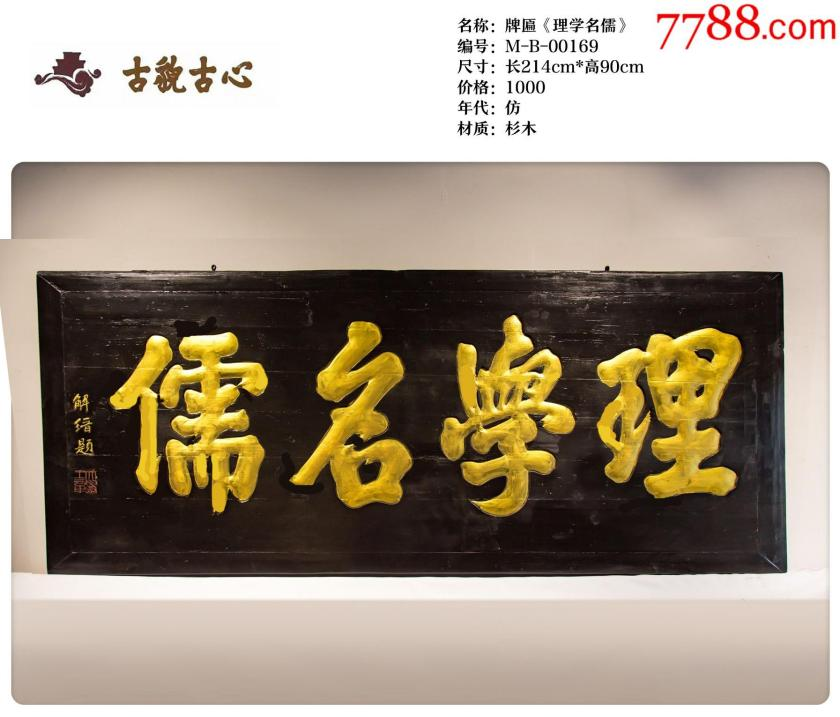 古貌古心
名称：牌匾《理学名儒》
编号：M-B-00169
尺寸：长214cm*高90cm
价格：1000
年代：仿
材质：杉木
7788.com
理學名儒
解缙题